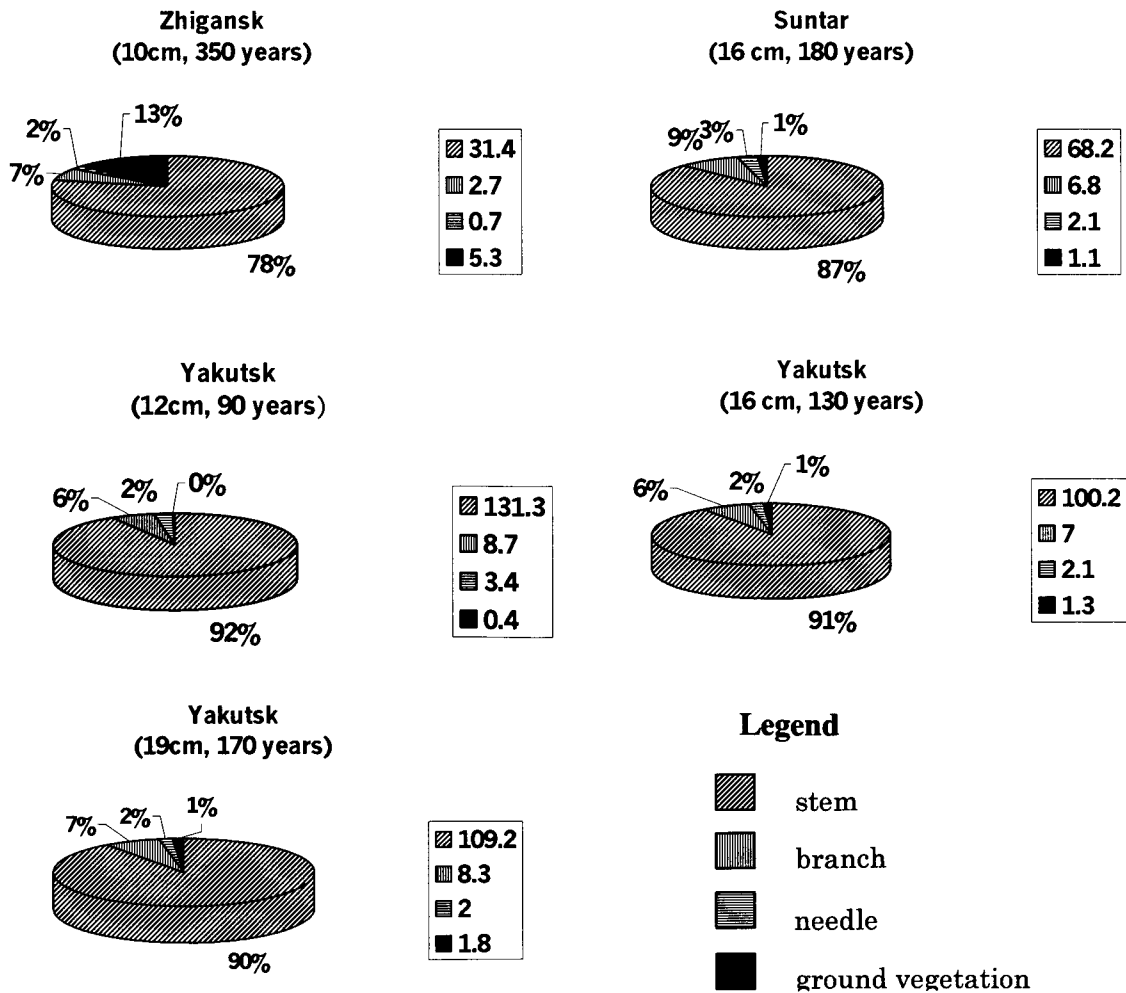 Zhigansk
(10cm, 350 years)
13%
2%
7%
78%
31.4
2.7
0.7
5.3
Suntar
(16 cm, 180 years)
9% 3% 1%
87%
68.2
6.8
2.1
1.1
Yakutsk
(12cm, 90 years)
6% 2% 0%
92%
131.3
8.7
3.4
0.4
Yakutsk
(16 cm, 130 years)
6% 2% 1%
91%
100.2
7
2.1
1.3
Yakutsk
(19cm, 170 years)
7% 2% 1%
90%
109.2
8.3
2
1.8
Legend
stem
branch
needle
ground vegetation